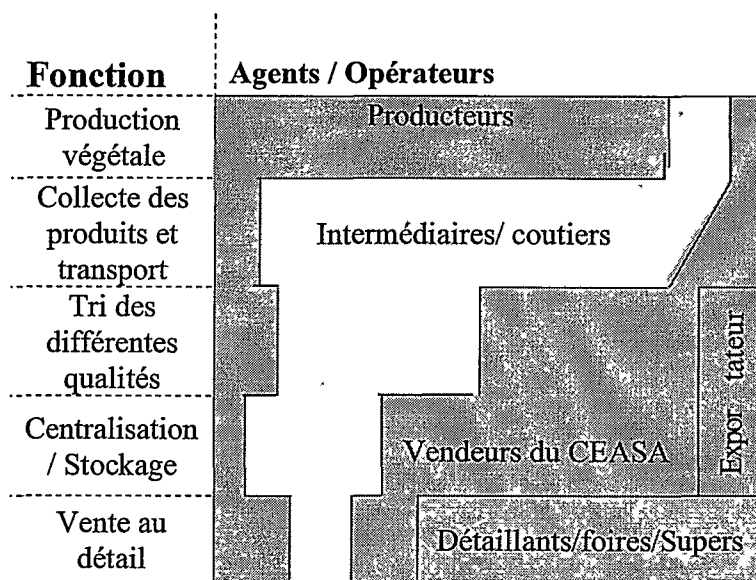 Fonction
Agents / Opérateurs
Production
végétale
Producteurs
Collecte des
produits et
transport
Intermédiaires/ coutiers
Tri des
différentes
qualités
Expor tateur
Centralisation
/ Stockage
Vendeurs du CEASA
Vente au
détail
Détaillants/foires/Supers